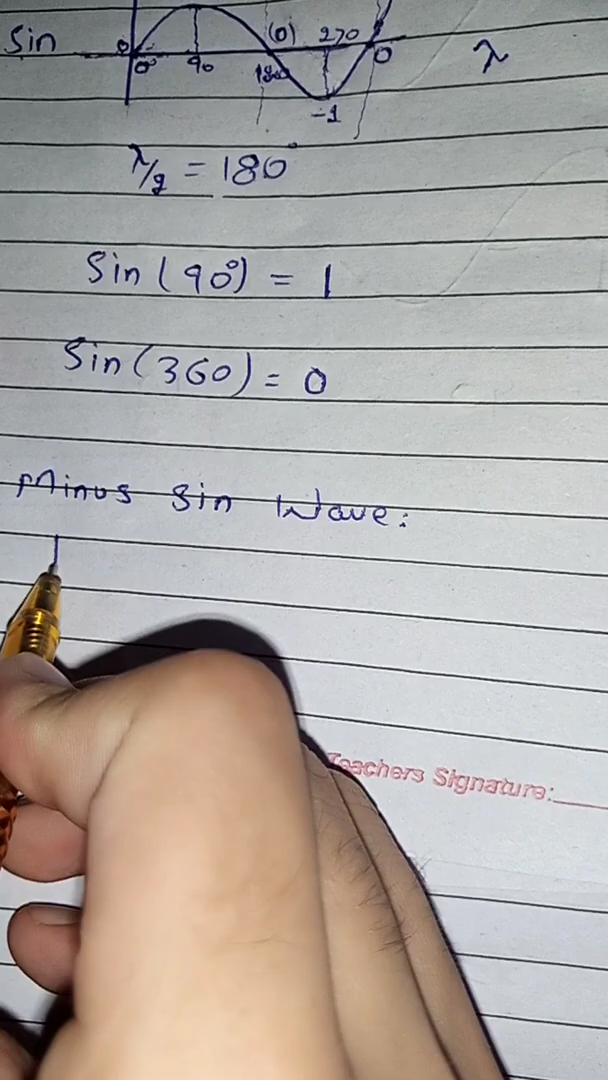 Sin 0 0° 90 180 (0) 270 0 λ
-1
λ/2 = 180°
Sin (90°) = 1
Sin (360) = 0
Minus Sin Wave:
Teachers Signature: